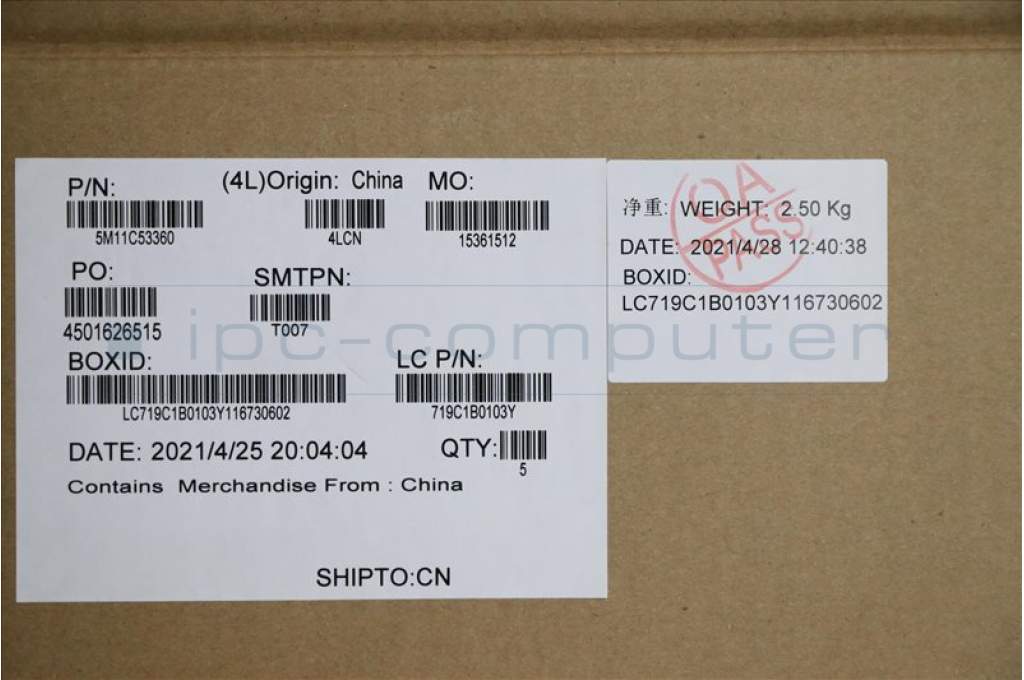 P/N: (4L)Origin: China MO:
5M11C53360 4LCN 15361512
PO: SMTPN:
4501626515 T007
BOXID: LC P/N:
LC719C1B0103Y116730602 719C1B0103Y
DATE: 2021/4/25 20:04:04 QTY:
5
Contains Merchandise From : China
SHIPTO:CN
净重: WEIGHT: 2.50 Kg
DATE: 2021/4/28 12:40:38
BOXID:
LC719C1B0103Y116730602
QA
PASS
ipc-computer